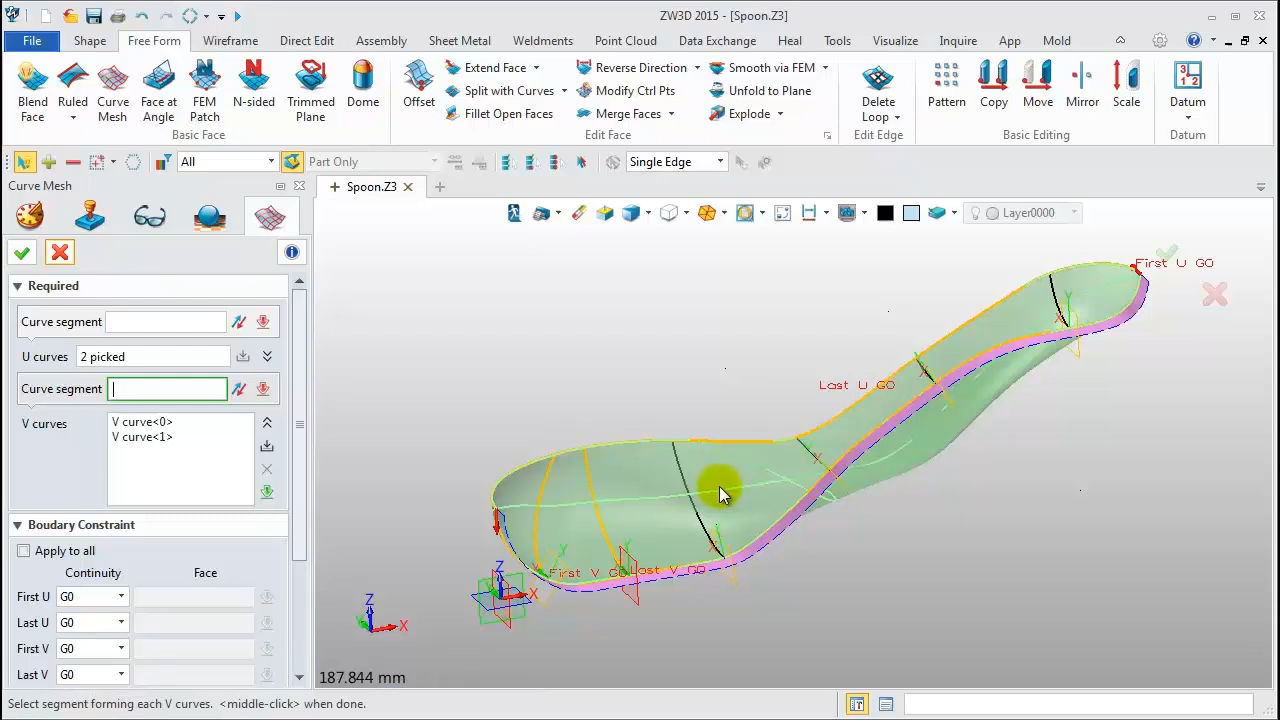 ZW3D 2015 - [Spoon.Z3]
File Shape Free Form Wireframe Direct Edit Assembly Sheet Metal Weldments Point Cloud Data Exchange Heal Tools Visualize Inquire App Mold
Blend Face
Ruled
Curve Mesh
Face at Angle
FEM Patch
N-sided
Trimmed Plane
Dome
Basic Face
Offset
Extend Face
Split with Curves
Fillet Open Faces
Reverse Direction
Modify Ctrl Pts
Merge Faces
Smooth via FEM
Unfold to Plane
Explode
Edit Face
Delete Loop
Edit Edge
Pattern
Copy
Move
Mirror
Scale
Basic Editing
Datum
Datum
All
Part Only
Single Edge
Curve Mesh
Spoon.Z3
Layer0000
Required
Curve segment
U curves 2 picked
Curve segment
V curves
V curve<0>
V curve<1>
Boudary Constraint
Apply to all
Continuity Face
First U G0
Last U G0
First V G0
Last V G0
First U G0
Last U G0
First V G0
Last V G0
X
Y
X
X
X
Y
Y
Y
Z
X
Z
X
187.844 mm
Select segment forming each V curves. <middle-click> when done.